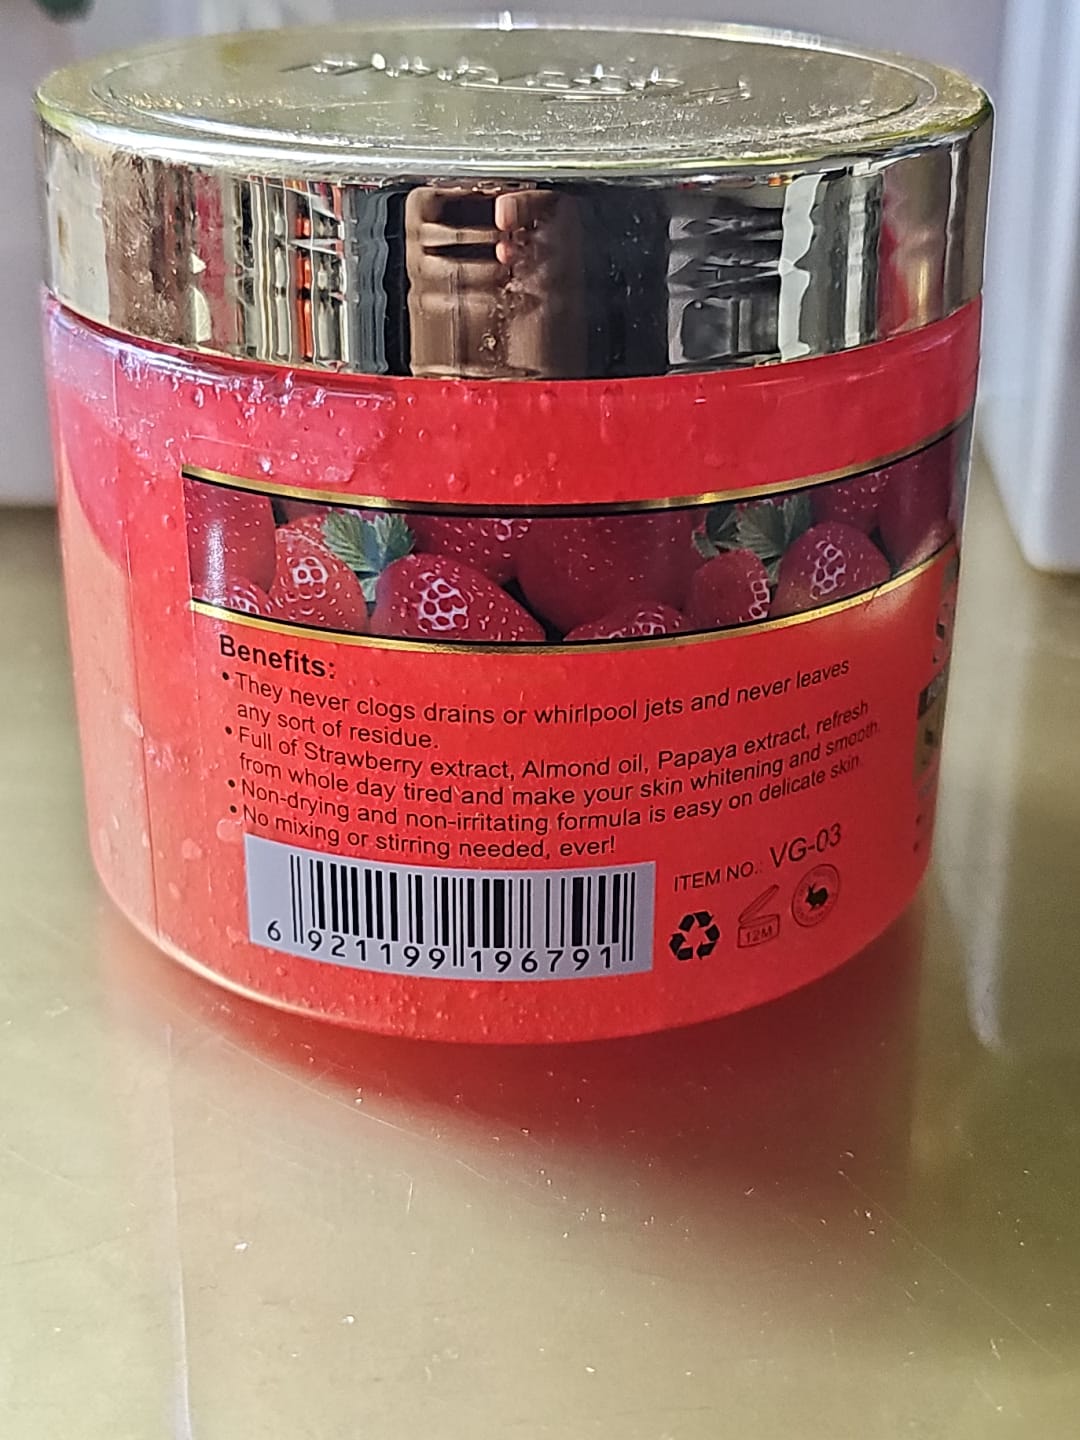 Benefits:
•They never clogs drains or whirlpool jets and never leaves
any sort of residue.
•Full of Strawberry extract, Almond oil, Papaya extract, refresh
from whole day tired and make your skin whitening and smooth.
•Non-drying and non-irritating formula is easy on delicate skin.
•No mixing or stirring needed, ever!
ITEM NO.: VG-03
12M
6 921199 196791